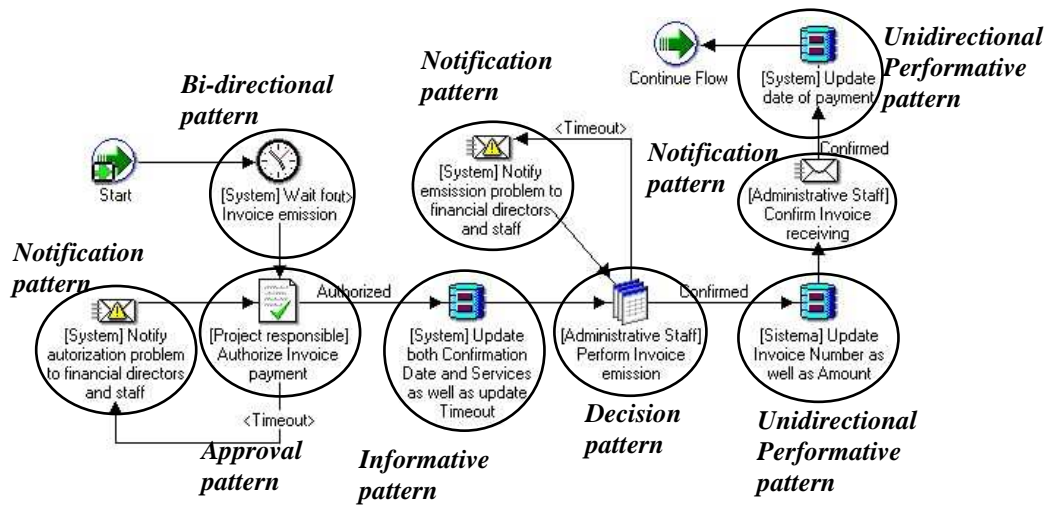 Bi-directional
pattern
Notification
pattern
Unidirectional
Performative
pattern
Continue Flow
[System] Update
date of payment
<Timeout>
Confirmed
Notification
pattern
Start
[System] Wait for
Invoice emission
[System] Notify
emsission problem to
financial directors
and staff
[Administrative Staff]
Confirm Invoice
receiving
Notification
pattern
Authorized
Confirmed
[System] Notify
autorization problem
to financial directors
and staff
[Project responsible]
Authorize Invoice
payment
[System] Update
both Confirmation
Date and Services
as well as update
Timeout
[Administrative Staff]
Perform Invoice
emission
[Sistema] Update
Invoice Number as
well as Amount
<Timeout>
Approval
pattern
Informative
pattern
Decision
pattern
Unidirectional
Performative
pattern